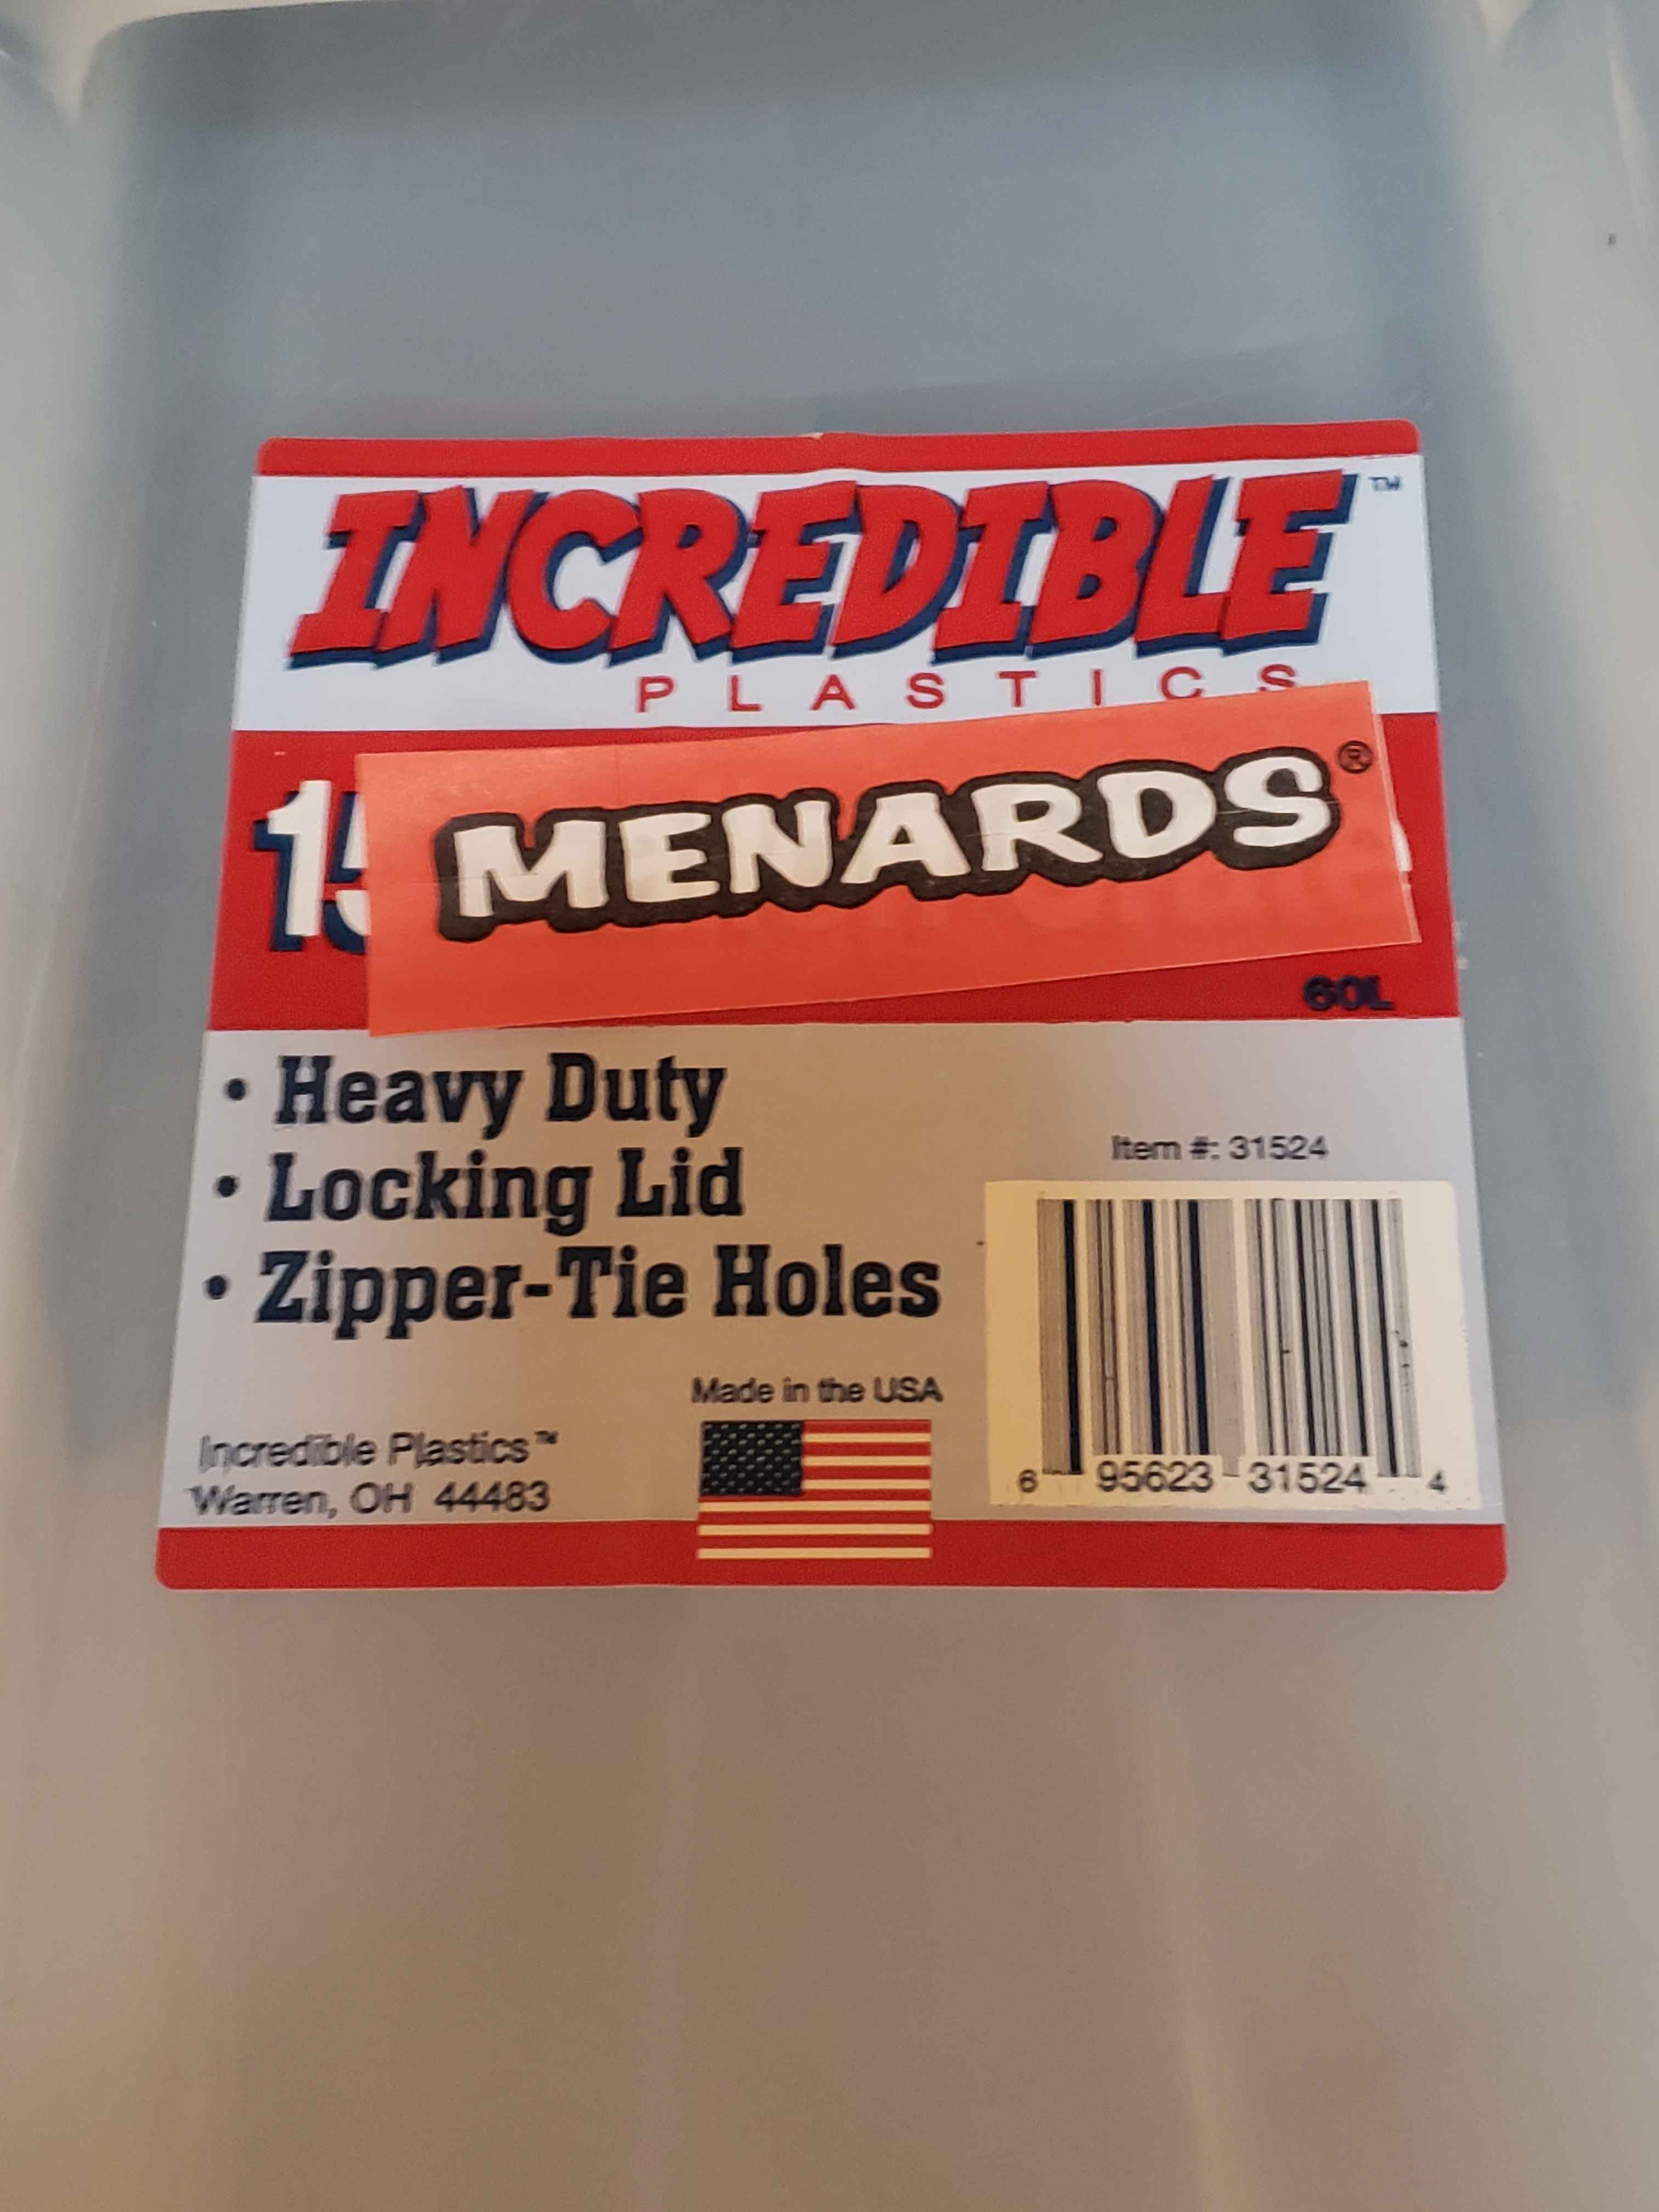 INCREDIBLE™
PLASTICS
15
MENARDS®
60L
• Heavy Duty
• Locking Lid
• Zipper-Tie Holes
Item #: 31524
Made in the USA
Incredible Plastics™
Warren, OH 44483
6 95623 31524 4